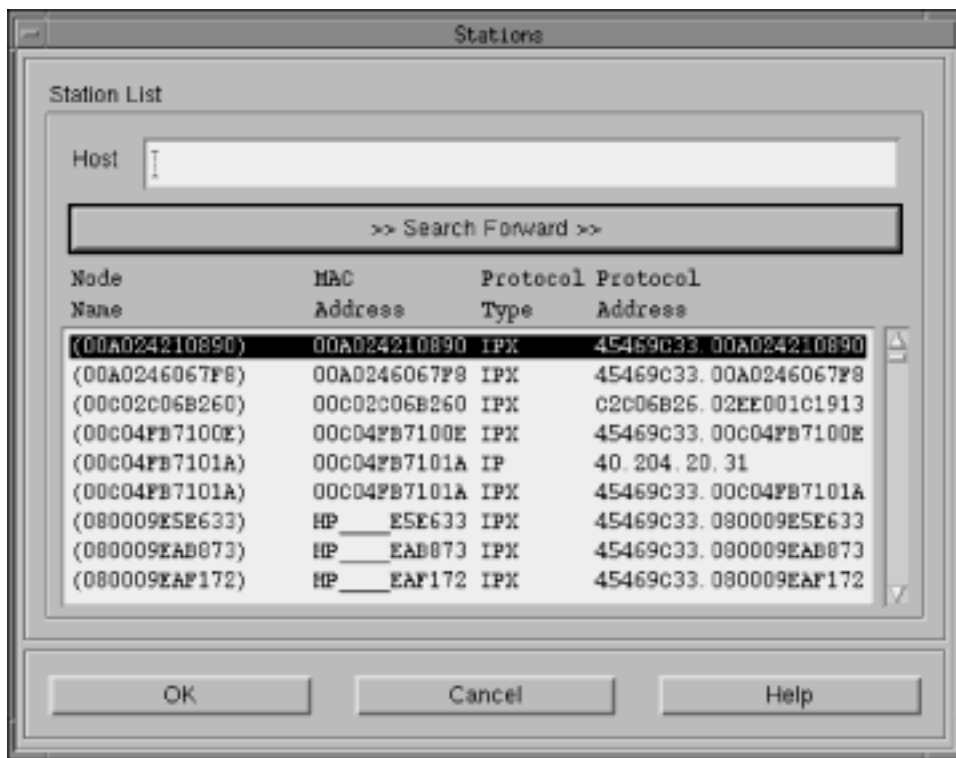 Stations
Station List
Host
>> Search Forward >>
Node MAC Protocol Protocol
Name Address Type Address
(00A024210890) 00A024210890 IPX 45469C33.00A024210890
(00A0246067F8) 00A0246067F8 IPX 45469C33.00A0246067F8
(00C02C06B260) 00C02C06B260 IPX C2C06B26.02EE001C1913
(00C04FB7100E) 00C04FB7100E IPX 45469C33.00C04FB7100E
(00C04FB7101A) 00C04FB7101A IP 40.204.20.31
(00C04FB7101A) 00C04FB7101A IPX 45469C33.00C04FB7101A
(080009E5E633) HP____E5E633 IPX 45469C33.080009E5E633
(080009EAB873) HP____EAB873 IPX 45469C33.080009EAB873
(080009EAF172) HP____EAF172 IPX 45469C33.080009EAF172
OK Cancel Help